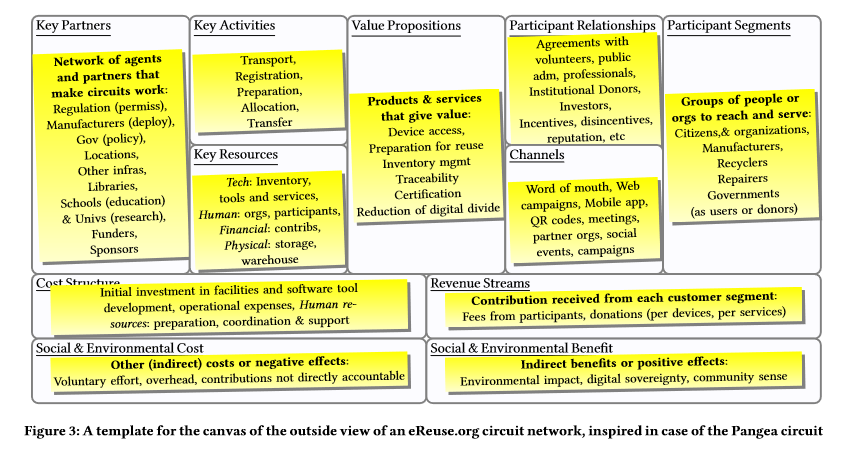 Key Partners
Network of agents
and partners that
make circuits work:
Regulation (permiss),
Manufacturers (deploy),
Gov (policy),
Locations,
Other infras,
Libraries,
Schools (education)
& Univs (research),
Funders,
Sponsors
Key Activities
Transport,
Registration,
Preparation,
Allocation,
Transfer
Key Resources
Tech: Inventory,
tools and services,
Human: orgs, participants,
Financial: contribs,
Physical: storage,
warehouse
Value Propositions
Products & services
that give value:
Device access,
Preparation for reuse
Inventory mgmt
Traceability
Certification
Reduction of digital divide
Participant Relationships
Agreements with
volunteers, public
adm, professionals,
Institutional Donors,
Investors,
Incentives, disincentives,
reputation, etc
Channels
Word of mouth, Web
campaigns, Mobile app,
QR codes, meetings,
partner orgs, social
events, campaigns
Participant Segments
Groups of people or
orgs to reach and serve:
Citizens,& organizations,
Manufacturers,
Recyclers
Repairers
Governments
(as users or donors)
Cost Structure
Initial investment in facilities and software tool
development, operational expenses, Human re-
sources: preparation, coordination & support
Revenue Streams
Contribution received from each customer segment:
Fees from participants, donations (per devices, per services)
Social & Environmental Cost
Other (indirect) costs or negative effects:
Voluntary effort, overhead, contributions not directly accountable
Social & Environmental Benefit
Indirect benefits or positive effects:
Environmental impact, digital sovereignty, community sense
Figure 3: A template for the canvas of the outside view of an eReuse.org circuit network, inspired in case of the Pangea circuit